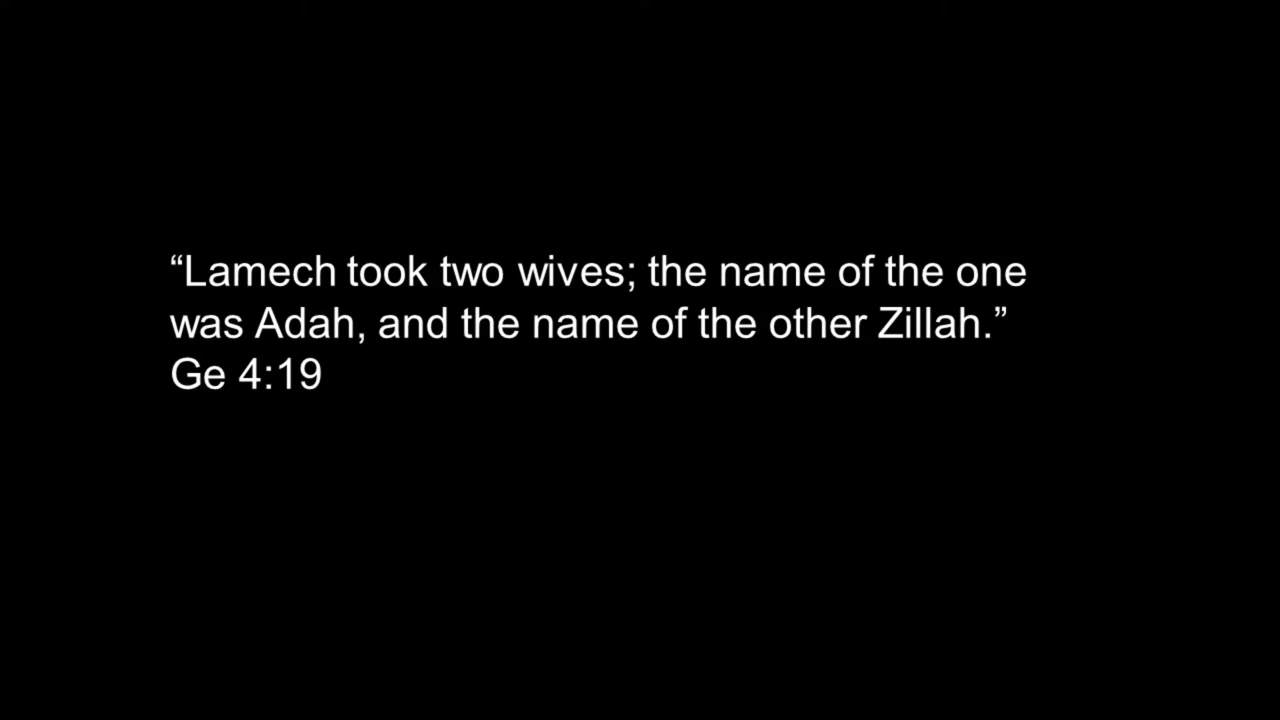 “Lamech took two wives; the name of the one
was Adah, and the name of the other Zillah.”
Ge 4:19